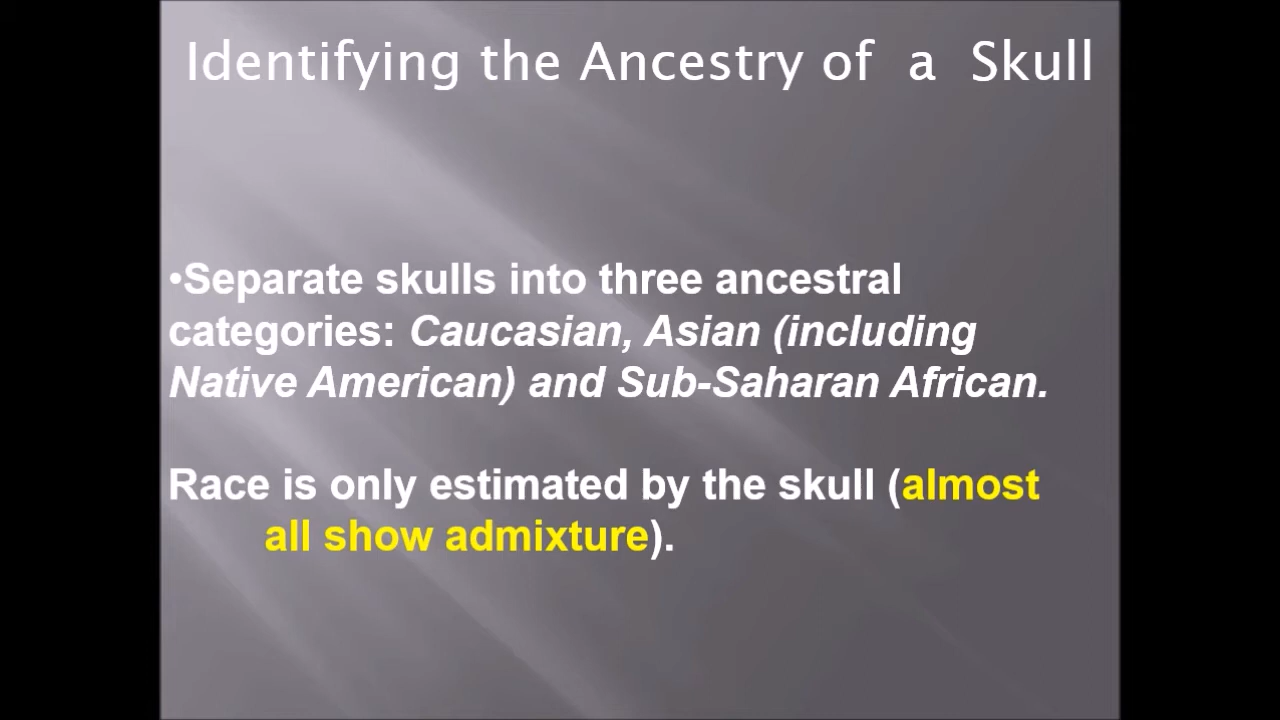 Identifying the Ancestry of a Skull
•Separate skulls into three ancestral
categories: Caucasian, Asian (including
Native American) and Sub-Saharan African.
Race is only estimated by the skull (almost
all show admixture).